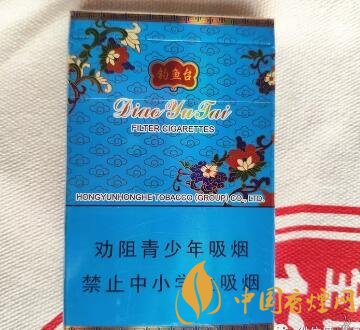 钓鱼台
Diao Yu Tai
FILTER CIGARETTES
HONGYUNHONGHE TOBACCO (GROUP) CO., LTD.
劝阻青少年吸烟
禁止中小学 吸烟
中国香烟网